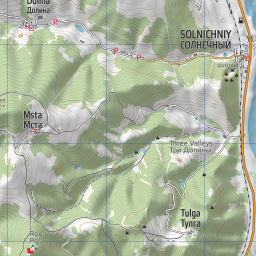 Dolina
Долина
SOLNICHNIY
СОЛНЕЧНЫЙ
Msta
Мста
Three Valleys
Три Долины
Tulga
Тулга